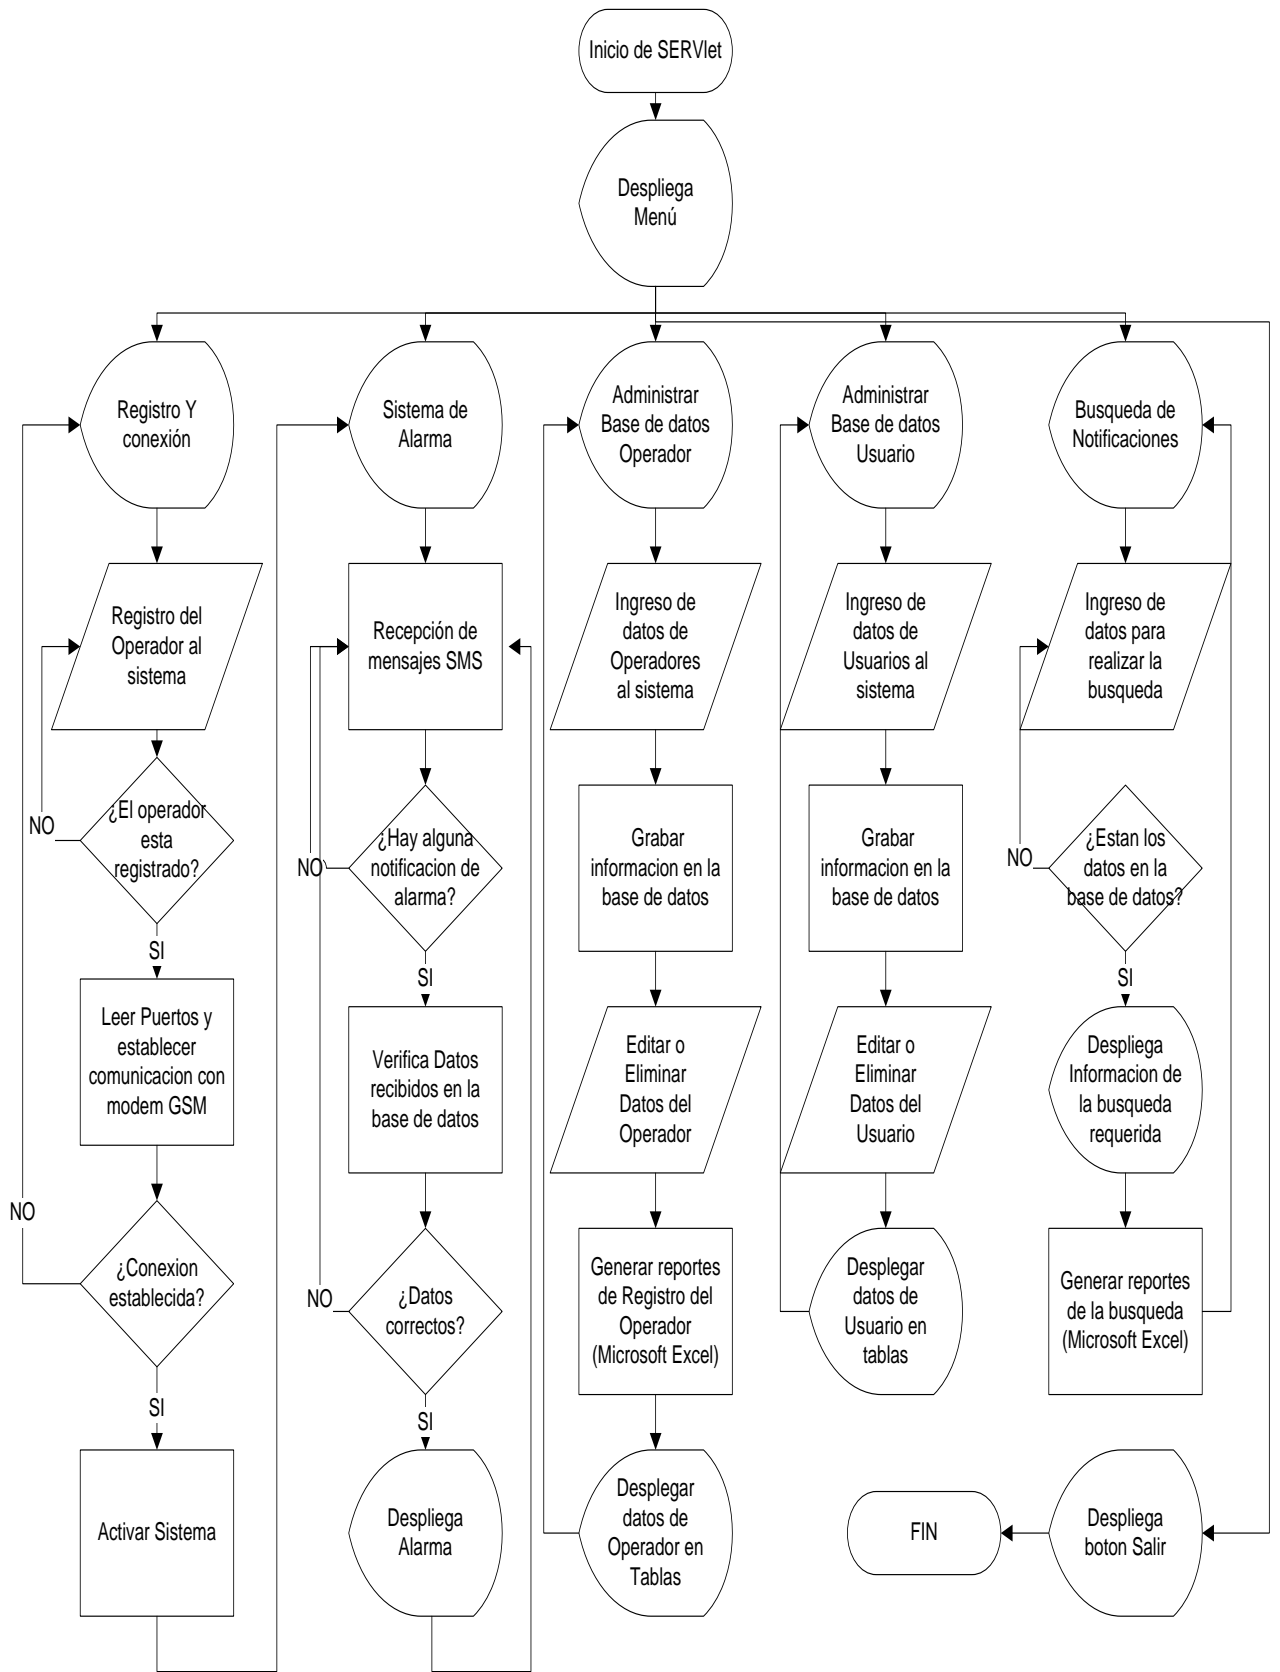 Inicio de SERVlet
Despliega
Menú
Registro Y
conexión
Sistema de
Alarma
Administrar
Base de datos
Operador
Administrar
Base de datos
Usuario
Busqueda de
Notificaciones
Registro del
Operador al
sistema
Recepción de
mensajes SMS
Ingreso de
datos de
Operadores
al sistema
Ingreso de
datos de
Usuarios al
sistema
Ingreso de
datos para
realizar la
busqueda
¿El operador
esta
registrado?
NO
SI
¿Hay alguna
notificacion de
alarma?
NO
SI
Grabar
informacion en la
base de datos
Grabar
informacion en la
base de datos
¿Estan los
datos en la
base de datos?
NO
SI
Leer Puertos y
establecer
comunicacion con
modem GSM
Verifica Datos
recibidos en la
base de datos
Editar o
Eliminar
Datos del
Operador
Editar o
Eliminar
Datos del
Usuario
Despliega
Informacion de
la busqueda
requerida
NO
¿Conexion
establecida?
SI
NO
¿Datos
correctos?
SI
Generar reportes
de Registro del
Operador
(Microsoft Excel)
Desplegar
datos de
Usuario en
tablas
Generar reportes
de la busqueda
(Microsoft Excel)
Activar Sistema
Despliega
Alarma
Desplegar
datos de
Operador en
Tablas
FIN
Despliega
boton Salir